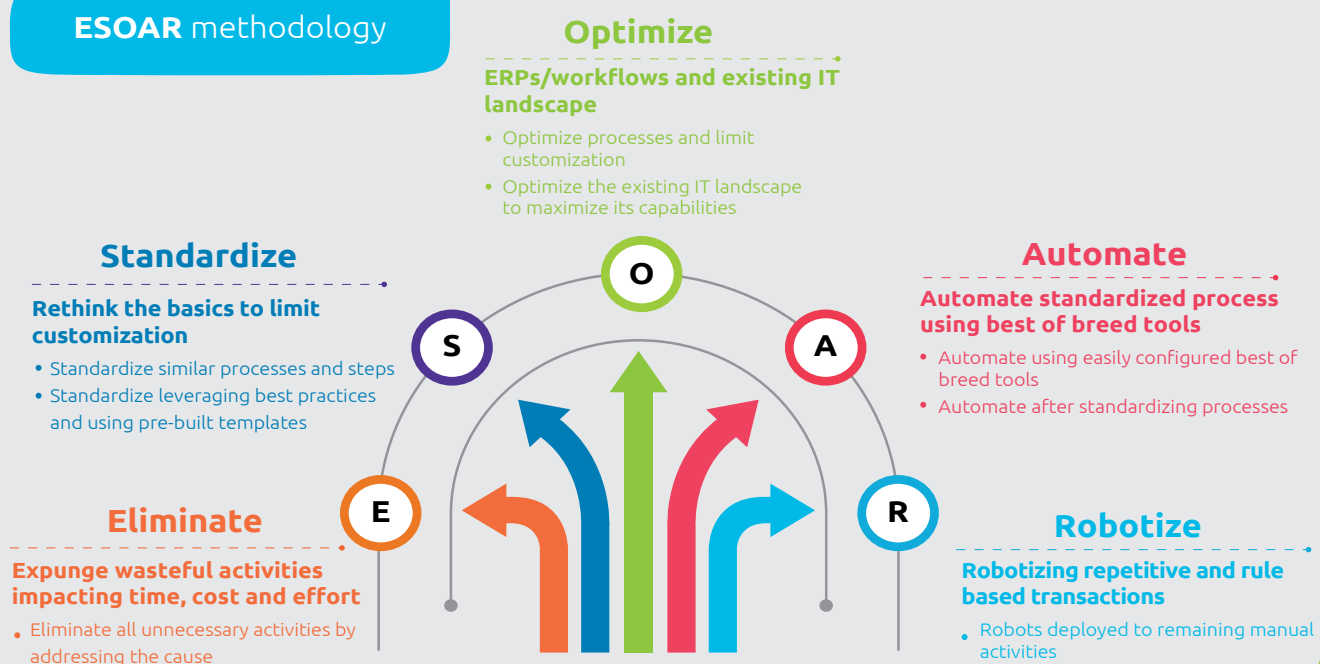 ESOAR methodology
Optimize
ERPs/workflows and existing IT
landscape
• Optimize processes and limit
customization
• Optimize the existing IT landscape
to maximize its capabilities
Standardize
Rethink the basics to limit
customization
• Standardize similar processes and steps
• Standardize leveraging best practices
and using pre-built templates
Automate
Automate standardized process
using best of breed tools
• Automate using easily configured best of
breed tools
• Automate after standardizing processes
O
S
A
E
R
Eliminate
Expunge wasteful activities
impacting time, cost and effort
• Eliminate all unnecessary activities by
addressing the cause
Robotize
Robotizing repetitive and rule
based transactions
• Robots deployed to remaining manual
activities